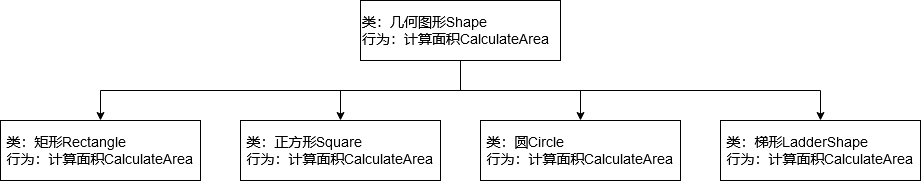 类：几何图形Shape
行为：计算面积CalculateArea
类：矩形Rectangle
行为：计算面积CalculateArea
类：正方形Square
行为：计算面积CalculateArea
类：圆Circle
行为：计算面积CalculateArea
类：梯形LadderShape
行为：计算面积CalculateArea